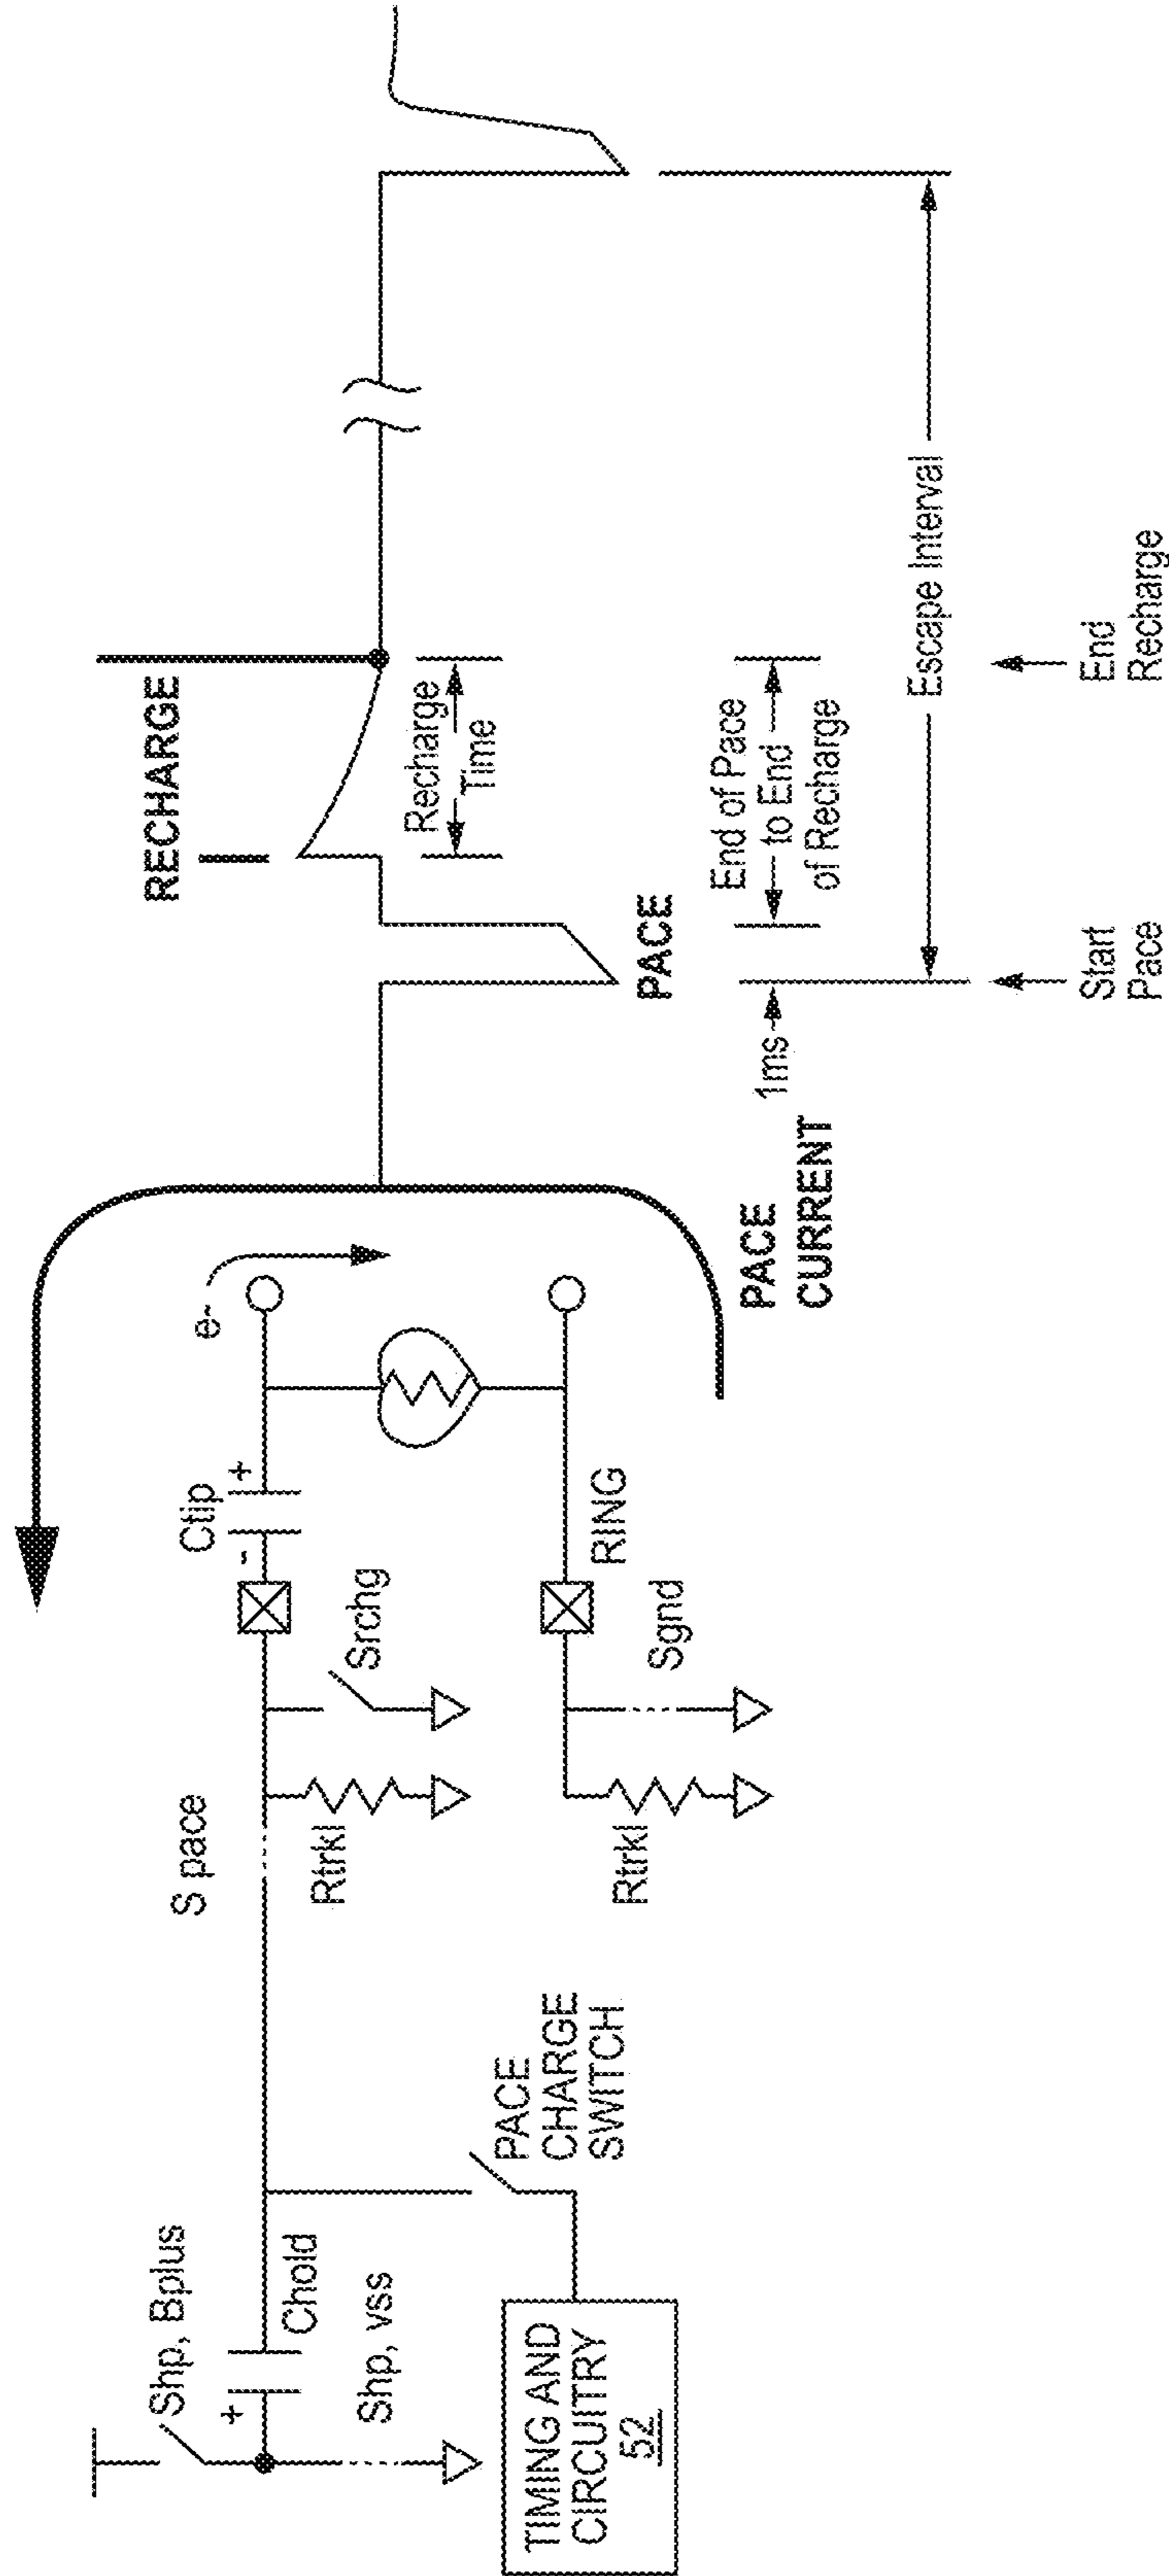 Shp, Bplus
+
Chold
Shp, vss
TIMING AND
CIRCUITRY
52
PACE
CHARGE
SWITCH
S pace
Rtrkl
Srchg
Rtrkl
Sgnd
Ctip
- +
RING
e-
PACE
CURRENT
RECHARGE
PACE
Recharge
Time
1ms
End of Pace
to End
of Recharge
Escape Interval
Start
Pace
End
Recharge